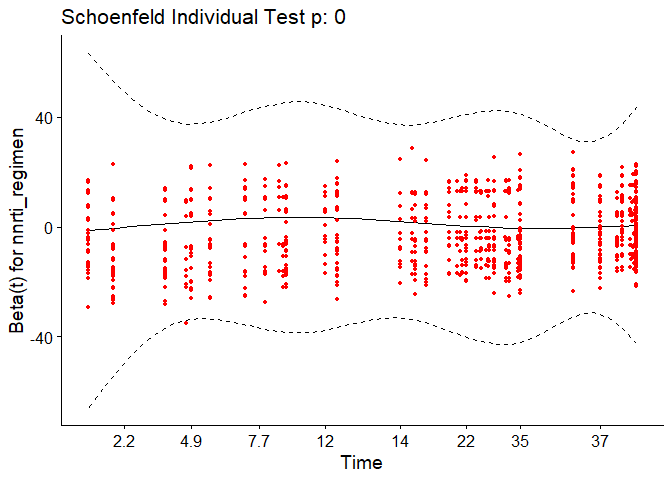 Schoenfeld Individual Test p: 0
Beta(t) for nnrti_regimen
40
0
-40
2.2 4.9 7.7 12 14 22 35 37
Time